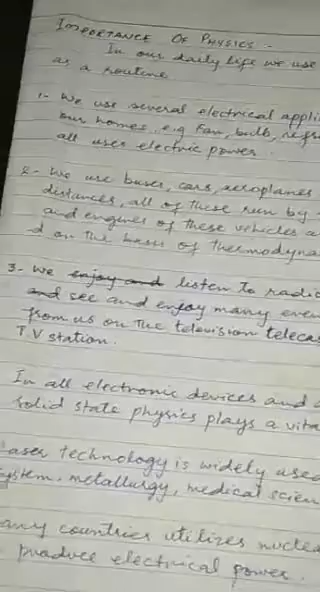 IMPORTANCE OF PHYSICS -
In our daily life we use
as a routine
1- We use several electrical appli
our homes, e.g Fan, bulb, refr
all uses electric power.
2- We use buses, cars, aeroplanes
distances, all of these run by
and engines of these vehicles a
d on the basis of thermodyna
3- We enjoy and listen to radio
and see and enjoy many even
from us on the television teleca
T.V station.
In all electronic devices and
solid state physics plays a vita
aser technology is widely used
system, metallurgy, medical scien
any countries utilizes nuclea
produce electrical power.